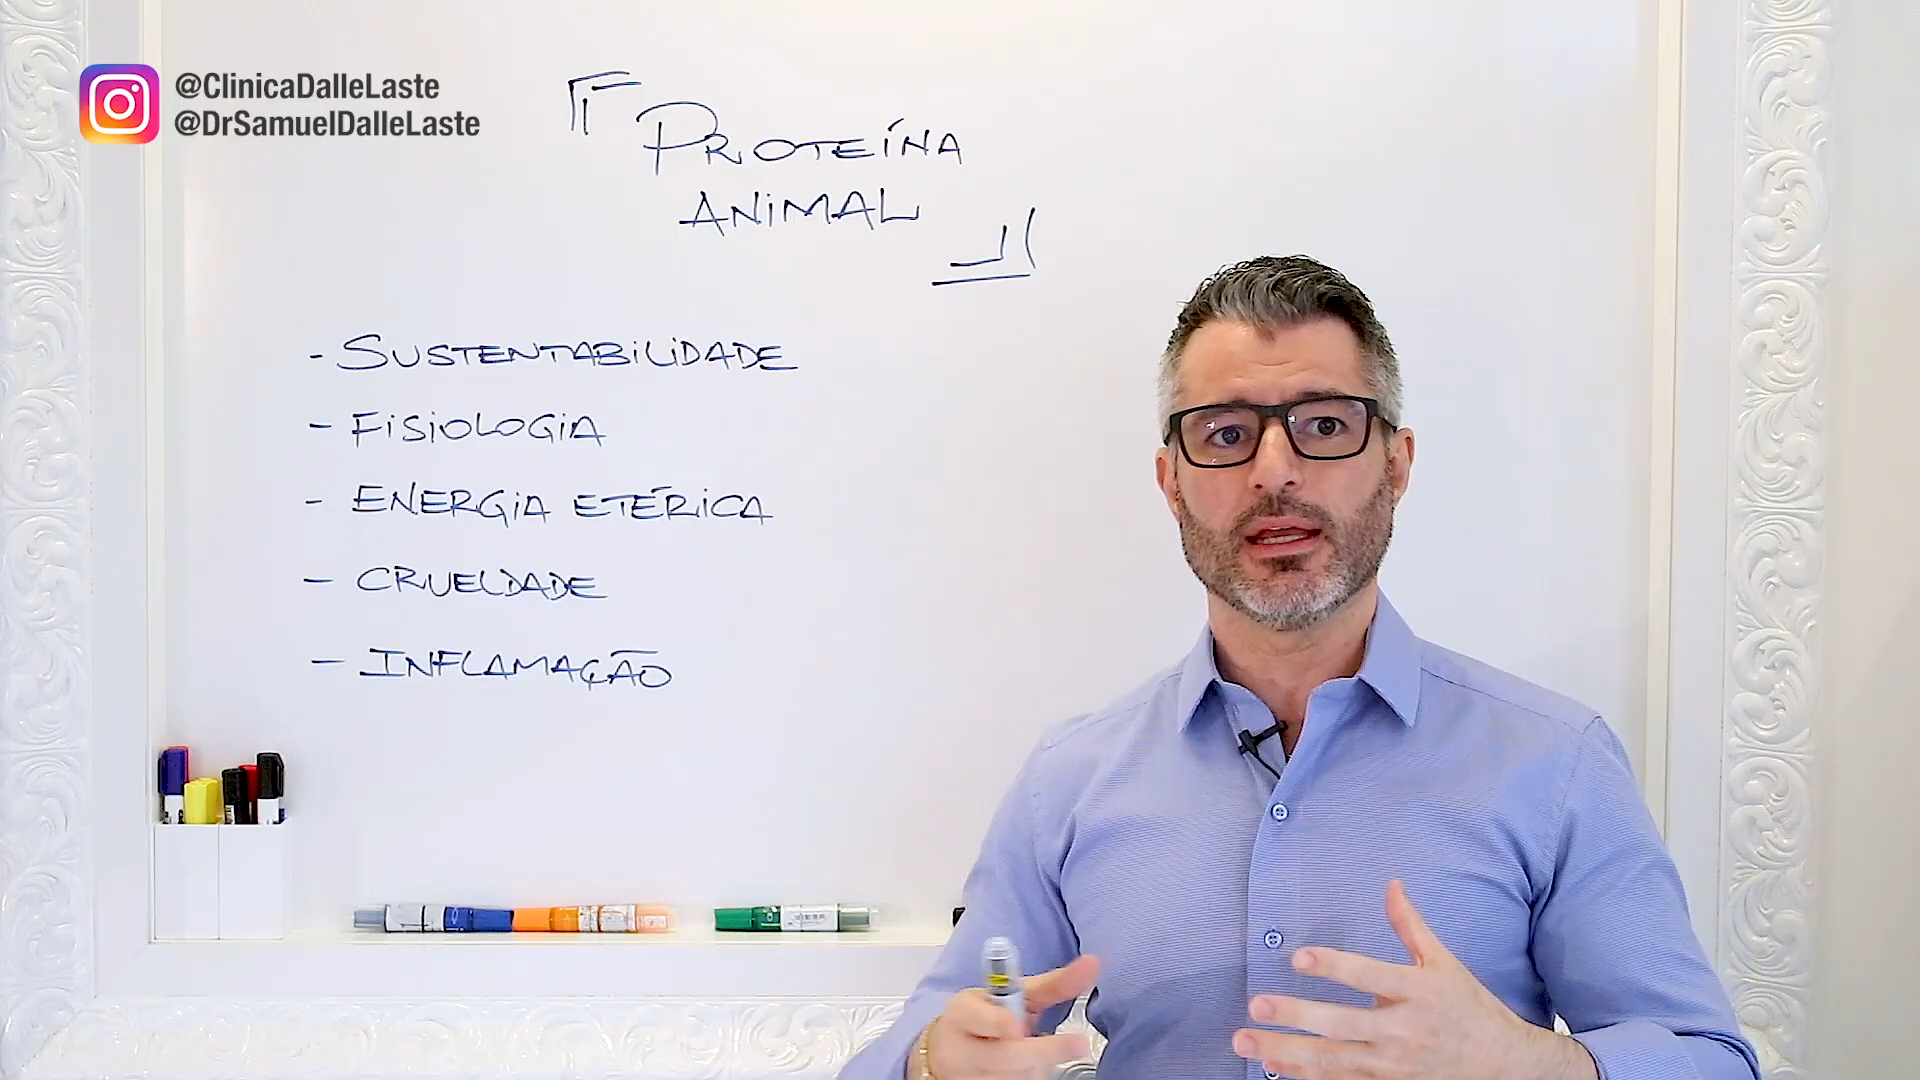 @ClinicaDalleLaste
@DrSamuelDalleLaste
PROTEÍNA
ANIMAL
- SUSTENTABILIDADE
- FISIOLOGIA
- ENERGIA ETÉRICA
- CRUELDADE
- INFLAMAÇÃO